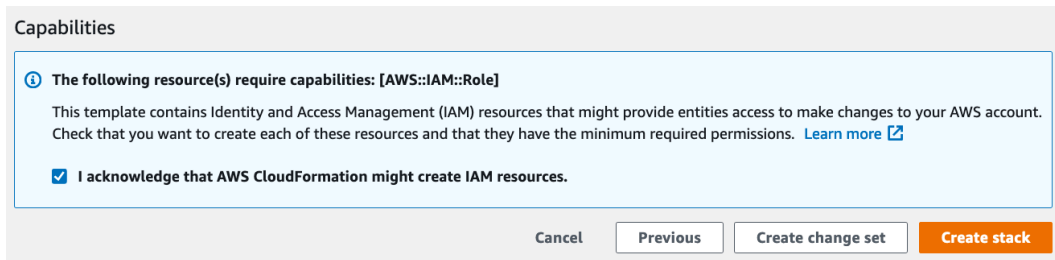 Capabilities
The following resource(s) require capabilities: [AWS::IAM::Role]
This template contains Identity and Access Management (IAM) resources that might provide entities access to make changes to your AWS account.
Check that you want to create each of these resources and that they have the minimum required permissions. Learn more
I acknowledge that AWS CloudFormation might create IAM resources.
Cancel Previous Create change set Create stack